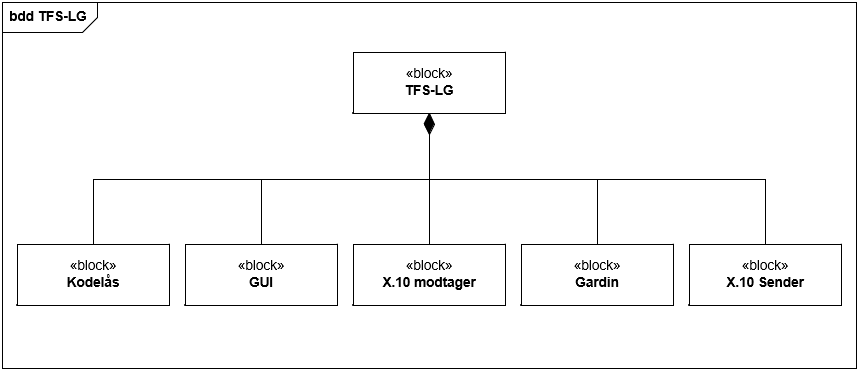 bdd TFS-LG
«block»
TFS-LG
«block»
Kodelås
«block»
GUI
«block»
X.10 modtager
«block»
Gardin
«block»
X.10 Sender